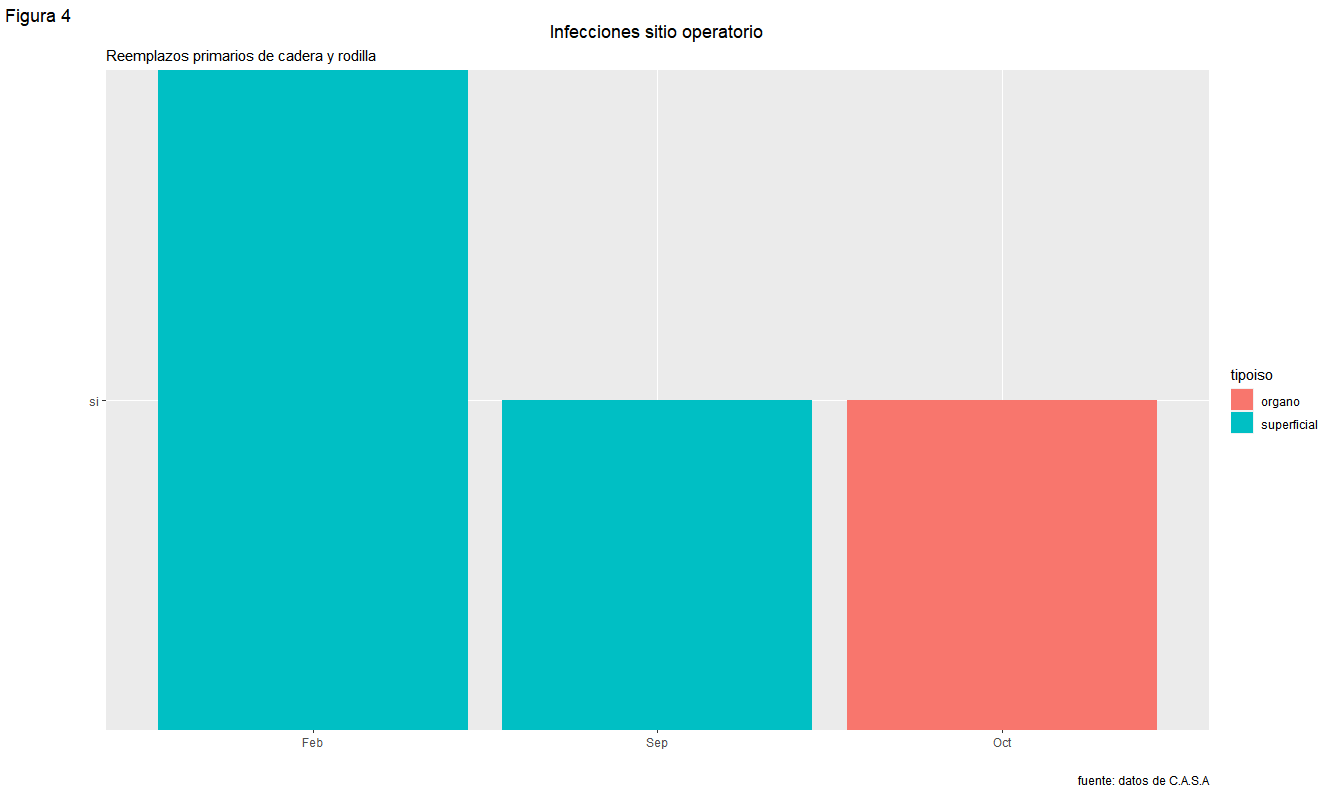 Figura 4
Infecciones sitio operatorio
Reemplazos primarios de cadera y rodilla
si
Feb
Sep
Oct
tipoiso
organo
superficial
fuente: datos de C.A.S.A